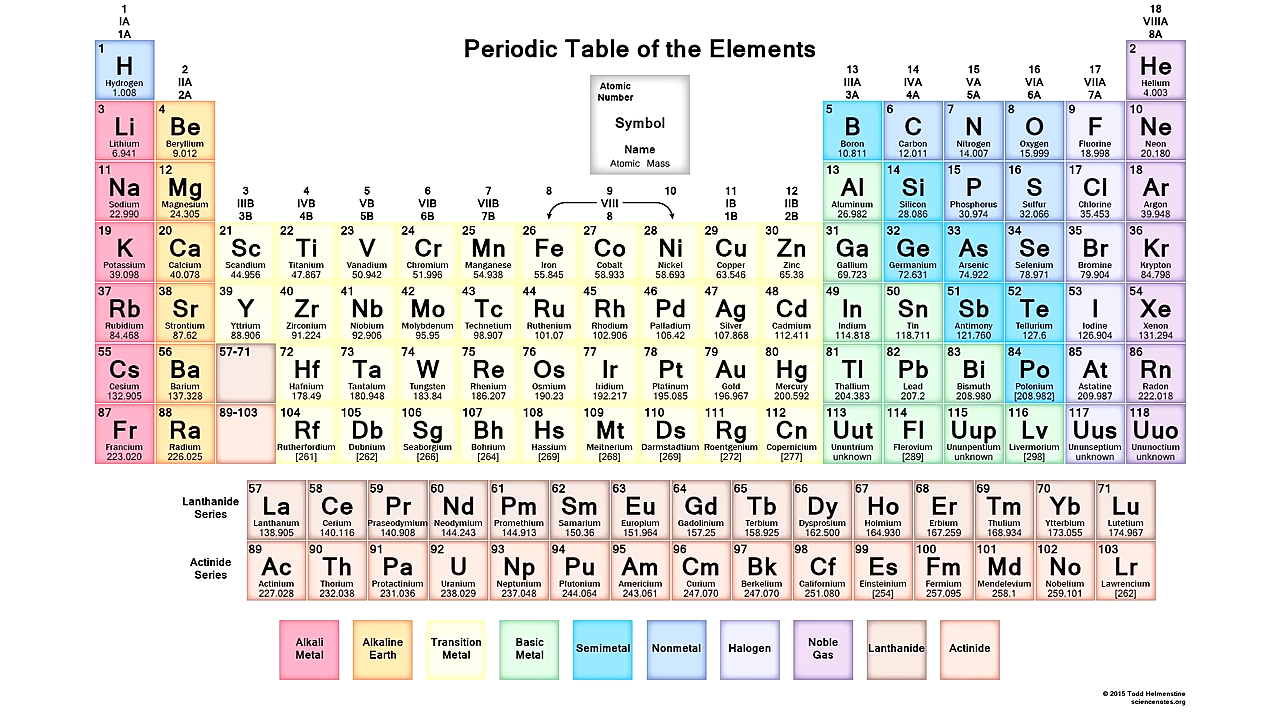 1
IA
1A
18
VIIIA
8A
Periodic Table of the Elements
1
H
Hydrogen
1.008
2
IIA
2A
13
IIIA
3A
14
IVA
4A
15
VA
5A
16
VIA
6A
17
VIIA
7A
2
He
Helium
4.003
Atomic
Number
Symbol
Name
Atomic Mass
3
Li
Lithium
6.941
4
Be
Beryllium
9.012
5
B
Boron
10.811
6
C
Carbon
12.011
7
N
Nitrogen
14.007
8
O
Oxygen
15.999
9
F
Fluorine
18.998
10
Ne
Neon
20.180
11
Na
Sodium
22.990
12
Mg
Magnesium
24.305
3
IIIB
3B
4
IVB
4B
5
VB
5B
6
VIB
6B
7
VIIB
7B
8
9
10
VIII
8
11
IB
1B
12
IIB
2B
13
Al
Aluminum
26.982
14
Si
Silicon
28.086
15
P
Phosphorus
30.974
16
S
Sulfur
32.066
17
Cl
Chlorine
35.453
18
Ar
Argon
39.948
19
K
Potassium
39.098
20
Ca
Calcium
40.078
21
Sc
Scandium
44.956
22
Ti
Titanium
47.867
23
V
Vanadium
50.942
24
Cr
Chromium
51.996
25
Mn
Manganese
54.938
26
Fe
Iron
55.845
27
Co
Cobalt
58.933
28
Ni
Nickel
58.693
29
Cu
Copper
63.546
30
Zn
Zinc
65.38
31
Ga
Gallium
69.723
32
Ge
Germanium
72.631
33
As
Arsenic
74.922
34
Se
Selenium
78.971
35
Br
Bromine
79.904
36
Kr
Krypton
84.798
37
Rb
Rubidium
84.468
38
Sr
Strontium
87.62
39
Y
Yttrium
88.906
40
Zr
Zirconium
91.224
41
Nb
Niobium
92.906
42
Mo
Molybdenum
95.95
43
Tc
Technetium
98.907
44
Ru
Ruthenium
101.07
45
Rh
Rhodium
102.906
46
Pd
Palladium
106.42
47
Ag
Silver
107.868
48
Cd
Cadmium
112.411
49
In
Indium
114.818
50
Sn
Tin
118.711
51
Sb
Antimony
121.760
52
Te
Tellurium
127.6
53
I
Iodine
126.904
54
Xe
Xenon
131.294
55
Cs
Cesium
132.905
56
Ba
Barium
137.328
57-71
72
Hf
Hafnium
178.49
73
Ta
Tantalum
180.948
74
W
Tungsten
183.84
75
Re
Rhenium
186.207
76
Os
Osmium
190.23
77
Ir
Iridium
192.217
78
Pt
Platinum
195.085
79
Au
Gold
196.967
80
Hg
Mercury
200.592
81
Tl
Thallium
204.383
82
Pb
Lead
207.2
83
Bi
Bismuth
208.980
84
Po
Polonium
[208.982]
85
At
Astatine
209.987
86
Rn
Radon
222.018
87
Fr
Francium
223.020
88
Ra
Radium
226.025
89-103
104
Rf
Rutherfordium
[261]
105
Db
Dubnium
[262]
106
Sg
Seaborgium
[266]
107
Bh
Bohrium
[264]
108
Hs
Hassium
[269]
109
Mt
Meitnerium
[268]
110
Ds
Darmstadtium
[269]
111
Rg
Roentgenium
[272]
112
Cn
Copernicium
[277]
113
Uut
Ununtrium
unknown
114
Fl
Flerovium
[289]
115
Uup
Ununpentium
unknown
116
Lv
Livermorium
[298]
117
Uus
Ununseptium
unknown
118
Uuo
Ununoctium
unknown
Lanthanide
Series
57
La
Lanthanum
138.905
58
Ce
Cerium
140.116
59
Pr
Praseodymium
140.908
60
Nd
Neodymium
144.243
61
Pm
Promethium
144.913
62
Sm
Samarium
150.36
63
Eu
Europium
151.964
64
Gd
Gadolinium
157.25
65
Tb
Terbium
158.925
66
Dy
Dysprosium
162.500
67
Ho
Holmium
164.930
68
Er
Erbium
167.259
69
Tm
Thulium
168.934
70
Yb
Ytterbium
173.055
71
Lu
Lutetium
174.967
Actinide
Series
89
Ac
Actinium
227.028
90
Th
Thorium
232.038
91
Pa
Protactinium
231.036
92
U
Uranium
238.029
93
Np
Neptunium
237.048
94
Pu
Plutonium
244.064
95
Am
Americium
243.061
96
Cm
Curium
247.070
97
Bk
Berkelium
247.070
98
Cf
Californium
251.080
99
Es
Einsteinium
[254]
100
Fm
Fermium
257.095
101
Md
Mendelevium
258.1
102
No
Nobelium
259.101
103
Lr
Lawrencium
[262]
Alkali
Metal
Alkaline
Earth
Transition
Metal
Basic
Metal
Semimetal
Nonmetal
Halogen
Noble
Gas
Lanthanide
Actinide
© 2015 Todd Helmenstine
sciencenotes.org